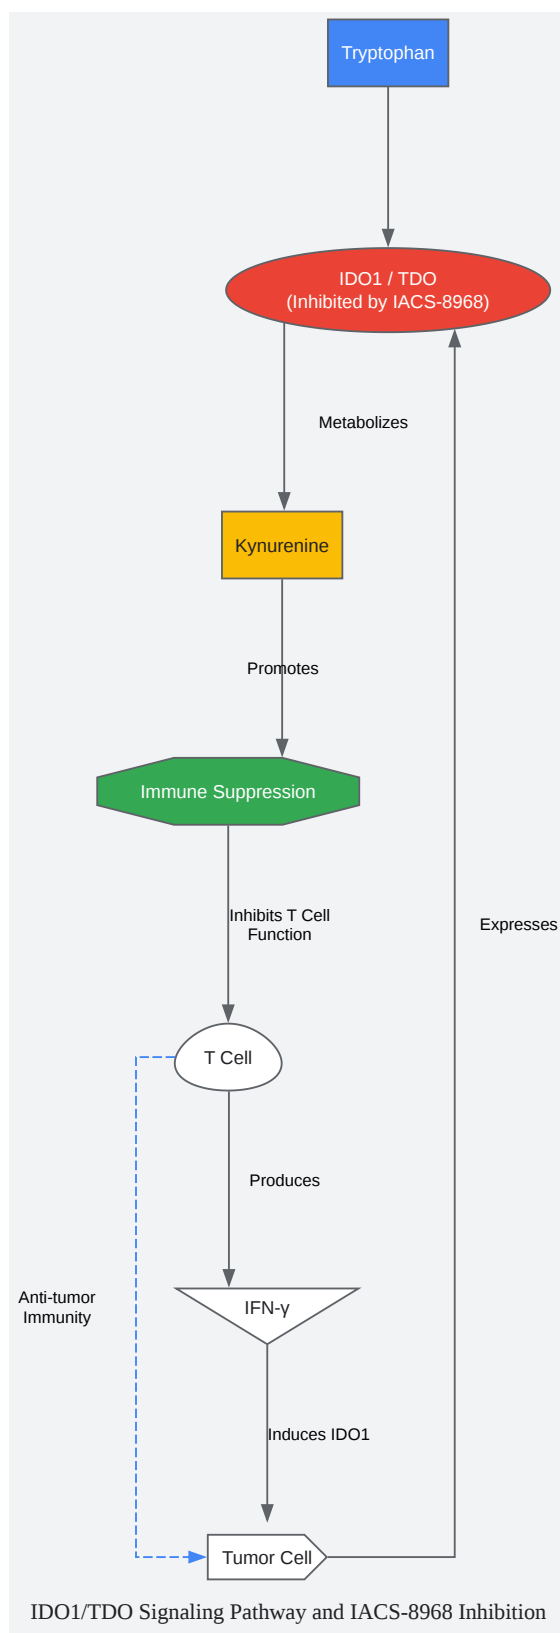 Tryptophan
IDO1 / TDO
(Inhibited by IACS-8968)
Metabolizes
Kynurenine
Promotes
Immune Suppression
Inhibits T Cell
Function
Expresses
T Cell
Produces
Anti-tumor
Immunity
IFN-γ
Induces IDO1
Tumor Cell
IDO1/TDO Signaling Pathway and IACS-8968 Inhibition